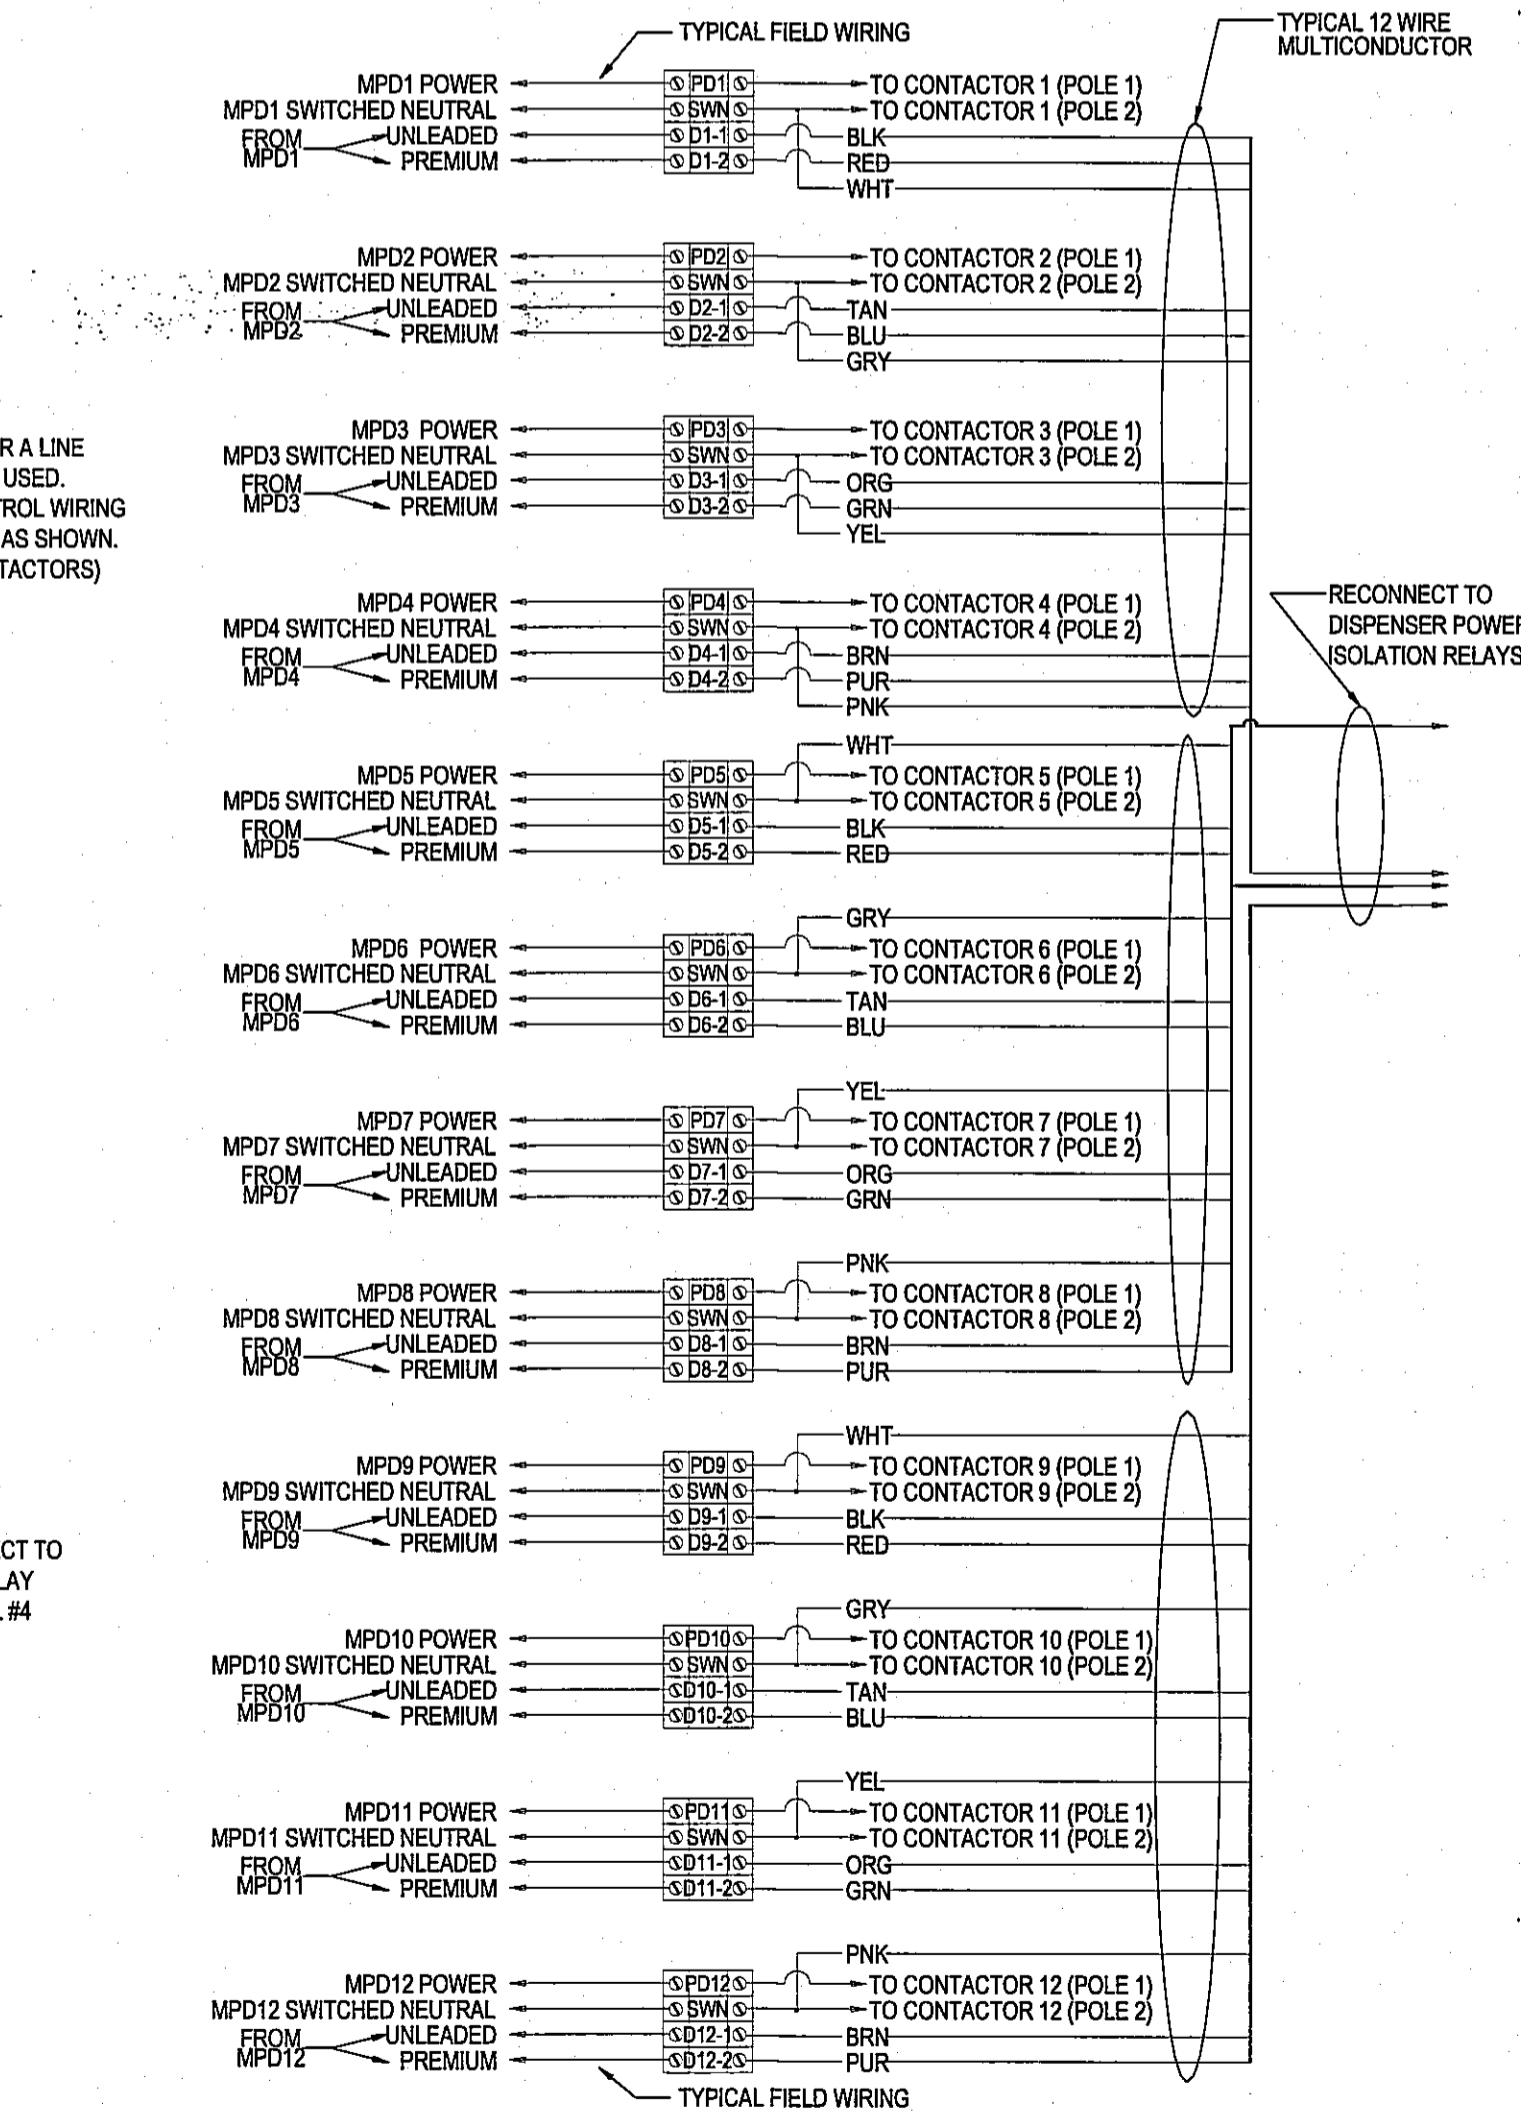 TYPICAL FIELD WIRING
TYPICAL 12 WIRE
MULTICONDUCTOR
MPD1 POWER PD1 TO CONTACTOR 1 (POLE 1)
MPD1 SWITCHED NEUTRAL SWN TO CONTACTOR 1 (POLE 2)
FROM MPD1 UNLEADED D1-1 BLK
PREMIUM D1-2 RED
WHT
MPD2 POWER PD2 TO CONTACTOR 2 (POLE 1)
MPD2 SWITCHED NEUTRAL SWN TO CONTACTOR 2 (POLE 2)
FROM MPD2 UNLEADED D2-1 TAN
PREMIUM D2-2 BLU
GRY
R A LINE
USED.
TROL WIRING
AS SHOWN.
TACTORS)
MPD3 POWER PD3 TO CONTACTOR 3 (POLE 1)
MPD3 SWITCHED NEUTRAL SWN TO CONTACTOR 3 (POLE 2)
FROM MPD3 UNLEADED D3-1 ORG
PREMIUM D3-2 GRN
YEL
MPD4 POWER PD4 TO CONTACTOR 4 (POLE 1)
MPD4 SWITCHED NEUTRAL SWN TO CONTACTOR 4 (POLE 2)
FROM MPD4 UNLEADED D4-1 BRN
PREMIUM D4-2 PUR
PNK
RECONNECT TO
DISPENSER POWER
ISOLATION RELAYS
WHT
MPD5 POWER PD5 TO CONTACTOR 5 (POLE 1)
MPD5 SWITCHED NEUTRAL SWN TO CONTACTOR 5 (POLE 2)
FROM MPD5 UNLEADED D5-1 BLK
PREMIUM D5-2 RED
GRY
MPD6 POWER PD6 TO CONTACTOR 6 (POLE 1)
MPD6 SWITCHED NEUTRAL SWN TO CONTACTOR 6 (POLE 2)
FROM MPD6 UNLEADED D6-1 TAN
PREMIUM D6-2 BLU
YEL
MPD7 POWER PD7 TO CONTACTOR 7 (POLE 1)
MPD7 SWITCHED NEUTRAL SWN TO CONTACTOR 7 (POLE 2)
FROM MPD7 UNLEADED D7-1 ORG
PREMIUM D7-2 GRN
PNK
MPD8 POWER PD8 TO CONTACTOR 8 (POLE 1)
MPD8 SWITCHED NEUTRAL SWN TO CONTACTOR 8 (POLE 2)
FROM MPD8 UNLEADED D8-1 BRN
PREMIUM D8-2 PUR
WHT
MPD9 POWER PD9 TO CONTACTOR 9 (POLE 1)
MPD9 SWITCHED NEUTRAL SWN TO CONTACTOR 9 (POLE 2)
FROM MPD9 UNLEADED D9-1 BLK
PREMIUM D9-2 RED
CT TO
LAY
. #4
GRY
MPD10 POWER PD10 TO CONTACTOR 10 (POLE 1)
MPD10 SWITCHED NEUTRAL SWN TO CONTACTOR 10 (POLE 2)
FROM MPD10 UNLEADED D10-1 TAN
PREMIUM D10-2 BLU
YEL
MPD11 POWER PD11 TO CONTACTOR 11 (POLE 1)
MPD11 SWITCHED NEUTRAL SWN TO CONTACTOR 11 (POLE 2)
FROM MPD11 UNLEADED D11-1 ORG
PREMIUM D11-2 GRN
PNK
MPD12 POWER PD12 TO CONTACTOR 12 (POLE 1)
MPD12 SWITCHED NEUTRAL SWN TO CONTACTOR 12 (POLE 2)
FROM MPD12 UNLEADED D12-1 BRN
PREMIUM D12-2 PUR
TYPICAL FIELD WIRING